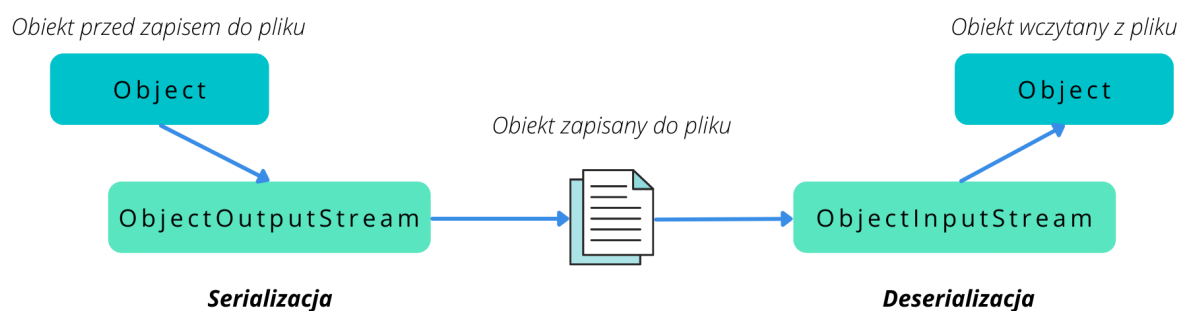 Obiekt przed zapisem do pliku
Obiekt wczytany z pliku
Object
Object
Obiekt zapisany do pliku
ObjectOutputStream
ObjectInputStream
Serializacja
Deserializacja